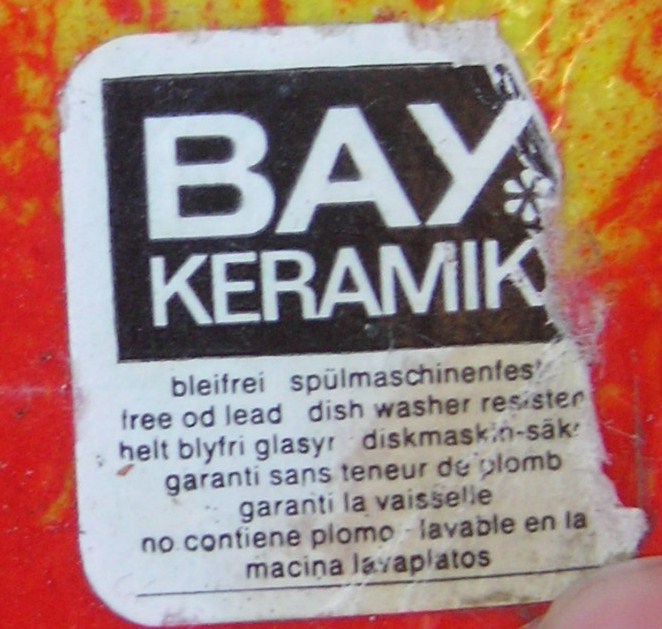 BAY
KERAMIK
bleifrei spülmaschinenfes
free od lead dish washer resisten
helt blyfri glasyr diskmaskin-säk
garanti sans teneur de plomb
garanti la vaisselle
no contiene plomo - lavable en la
macina lavaplatos